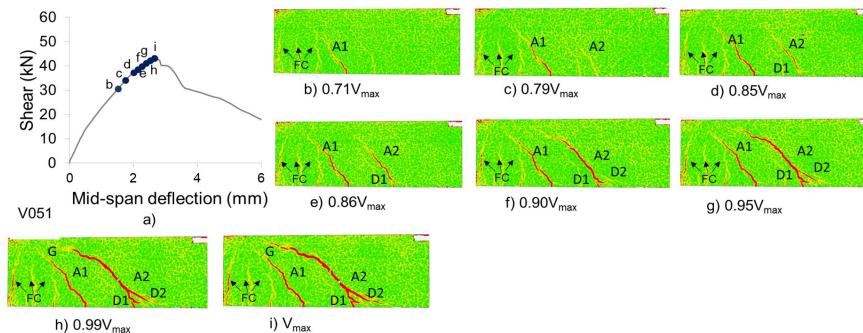 Shear (kN)
60
50
40
30
20
10
0
b
c
d
e
f
g
h
i
0
2
4
6
Mid-span deflection (mm)
V051
a)
FC
A1
b) 0.71Vmax
FC
A1
A2
c) 0.79Vmax
FC
A1
A2
D1
d) 0.85Vmax
FC
A1
A2
D1
e) 0.86Vmax
FC
A1
A2
D1
D2
f) 0.90Vmax
FC
A1
A2
D1
D2
g) 0.95Vmax
G
FC
A1
A2
D1
D2
h) 0.99Vmax
G
FC
A1
A2
D1
D2
i) Vmax